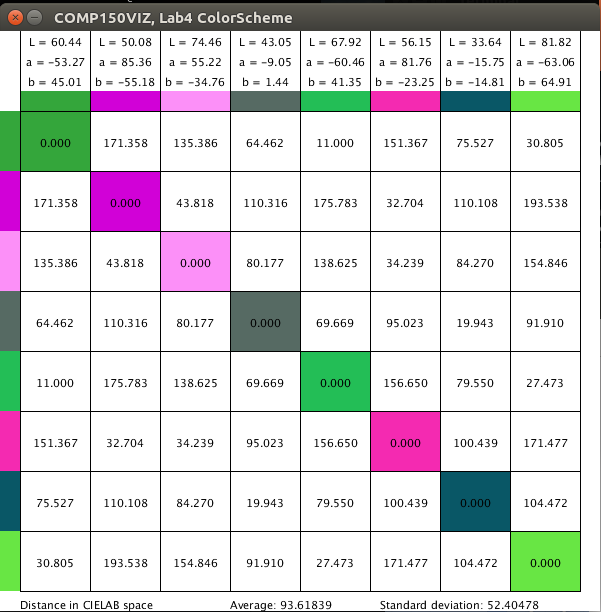 COMP150VIZ, Lab4 ColorScheme
L = 60.44 L = 50.08 L = 74.46 L = 43.05 L = 67.92 L = 56.15 L = 33.64 L = 81.82
a = −53.27 a = 85.36 a = 55.22 a = −9.05 a = −60.46 a = 81.76 a = −15.75 a = −63.06
b = 45.01 b = −55.18 b = −34.76 b = 1.44 b = 41.35 b = −23.25 b = −14.81 b = 64.91
0.000 171.358 135.386 64.462 11.000 151.367 75.527 30.805
171.358 0.000 43.818 110.316 175.783 32.704 110.108 193.538
135.386 43.818 0.000 80.177 138.625 34.239 84.270 154.846
64.462 110.316 80.177 0.000 69.669 95.023 19.943 91.910
11.000 175.783 138.625 69.669 0.000 156.650 79.550 27.473
151.367 32.704 34.239 95.023 156.650 0.000 100.439 171.477
75.527 110.108 84.270 19.943 79.550 100.439 0.000 104.472
30.805 193.538 154.846 91.910 27.473 171.477 104.472 0.000
Distance in CIELAB space Average: 93.61839 Standard deviation: 52.40478